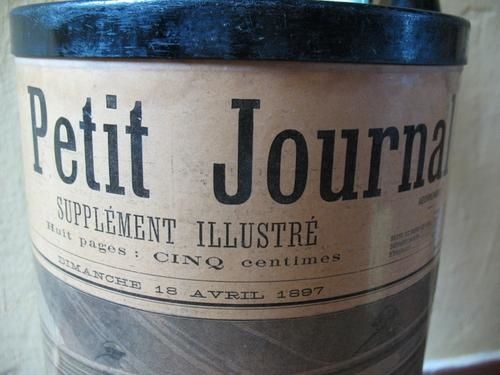 Petit Journal
SUPPLÉMENT ILLUSTRÉ
Huit pages : CINQ centimes
DIMANCHE 18 AVRIL 1897